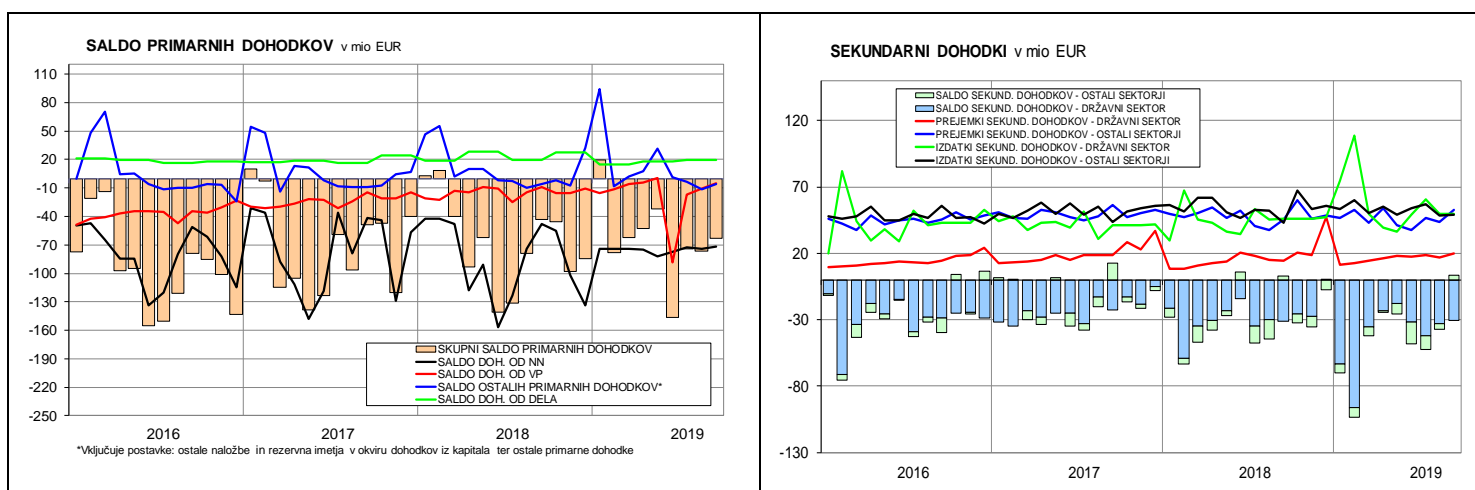 SALDO PRIMARNIH DOHODKOV v mio EUR
110
80
50
20
-10
-40
-70
-100
-130
-160
-190
-220
-250
SKUPNI SALDO PRIMARNIH DOHODKOV
SALDO DOH. OD NN
SALDO DOH. OD VP
SALDO OSTALIH PRIMARNIH DOHODKOV*
SALDO DOH. OD DELA
2016 2017 2018 2019
*Vključuje postavke: ostale naložbe in rezervna imetja v okviru dohodkov iz kapitala ter ostale primarne dohodke
SEKUNDARNI DOHODKI v mio EUR
SALDO SEKUND. DOHODKOV - OSTALI SEKTORJI
SALDO SEKUND. DOHODKOV - DRŽAVNI SEKTOR
PREJEMKI SEKUND. DOHODKOV - DRŽAVNI SEKTOR
PREJEMKI SEKUND. DOHODKOV - OSTALI SEKTORJI
IZDATKI SEKUND. DOHODKOV - DRŽAVNI SEKTOR
IZDATKI SEKUND. DOHODKOV - OSTALI SEKTORJI
120
70
20
-30
-80
-130
2016 2017 2018 2019